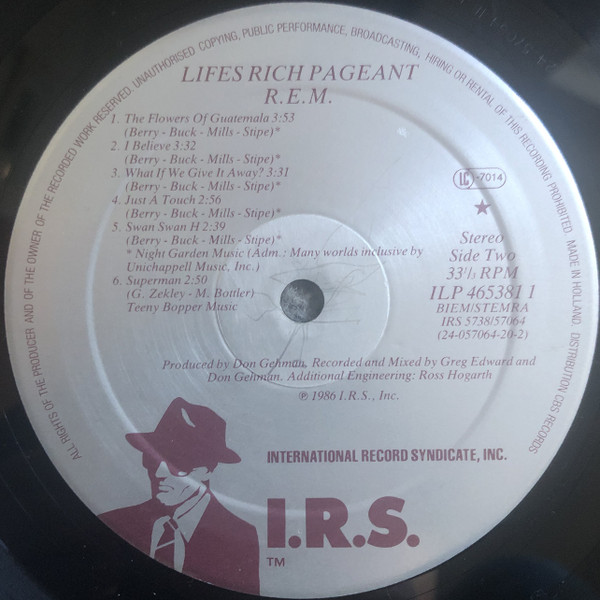 ALL RIGHTS OF THE PRODUCER AND OF THE OWNER OF THE RECORDED WORK RESERVED. UNAUTHORISED COPYING, PUBLIC PERFORMANCE, BROADCASTING, HIRING OR RENTAL OF THIS RECORDING PROHIBITED. MADE IN HOLLAND. DISTRIBUTION CBS RECORDS
LIFES RICH PAGEANT
R.E.M.
1. The Flowers Of Guatemala 3:53
(Berry - Buck - Mills - Stipe)*
2. I Believe 3:32
(Berry - Buck - Mills - Stipe)*
3. What If We Give It Away? 3:31
(Berry - Buck - Mills - Stipe)*
4. Just A Touch 2:56
(Berry - Buck - Mills - Stipe)*
5. Swan Swan H 2:39
(Berry - Buck - Mills - Stipe)*
* Night Garden Music (Adm.: Many worlds inclusive by
Unichappell Music, Inc.)
6. Superman 2:50
(G. Zekley - M. Bottler)
Teeny Bopper Music
LC -7014
★
Stereo
Side Two
33⅓ RPM
ILP 465381 1
BIEM/STEMRA
IRS 5738/57064
(24-057064-20-2)
Produced by Don Gehman. Recorded and Mixed by Greg Edward and
Don Gehman. Additional Engineering: Ross Hogarth
℗ 1986 I.R.S., Inc.
INTERNATIONAL RECORD SYNDICATE, INC.
I.R.S.
TM